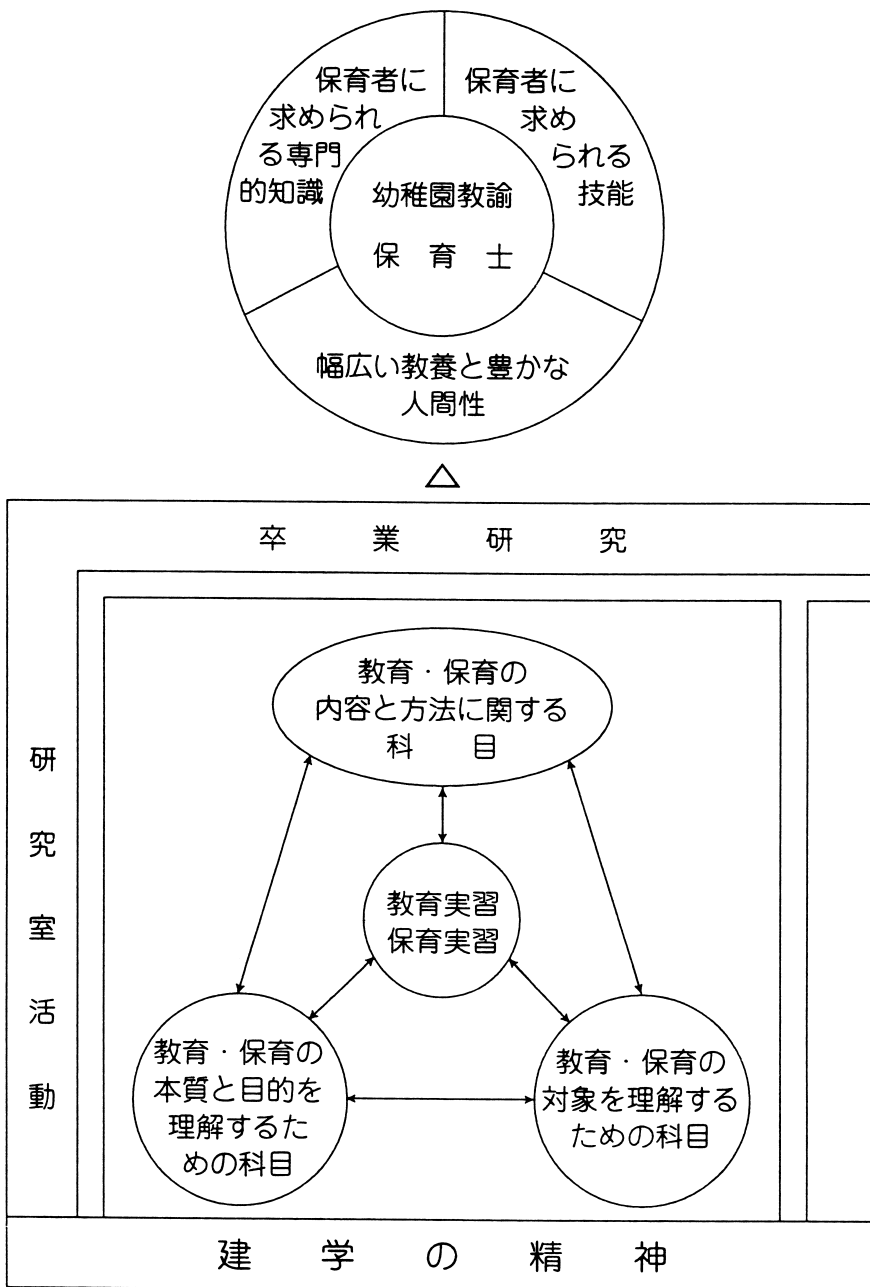 保育者に
求められ
る専門
的知識
保育者に
求め
られる
技能
幼稚園教諭
保育士
幅広い教養と豊かな
人間性
卒業研究
研究室活動
教育・保育の
内容と方法に関する
科目
教育実習
保育実習
教育・保育の
本質と目的を
理解するた
めの科目
教育・保育の
対象を理解する
ための科目
建学の精神